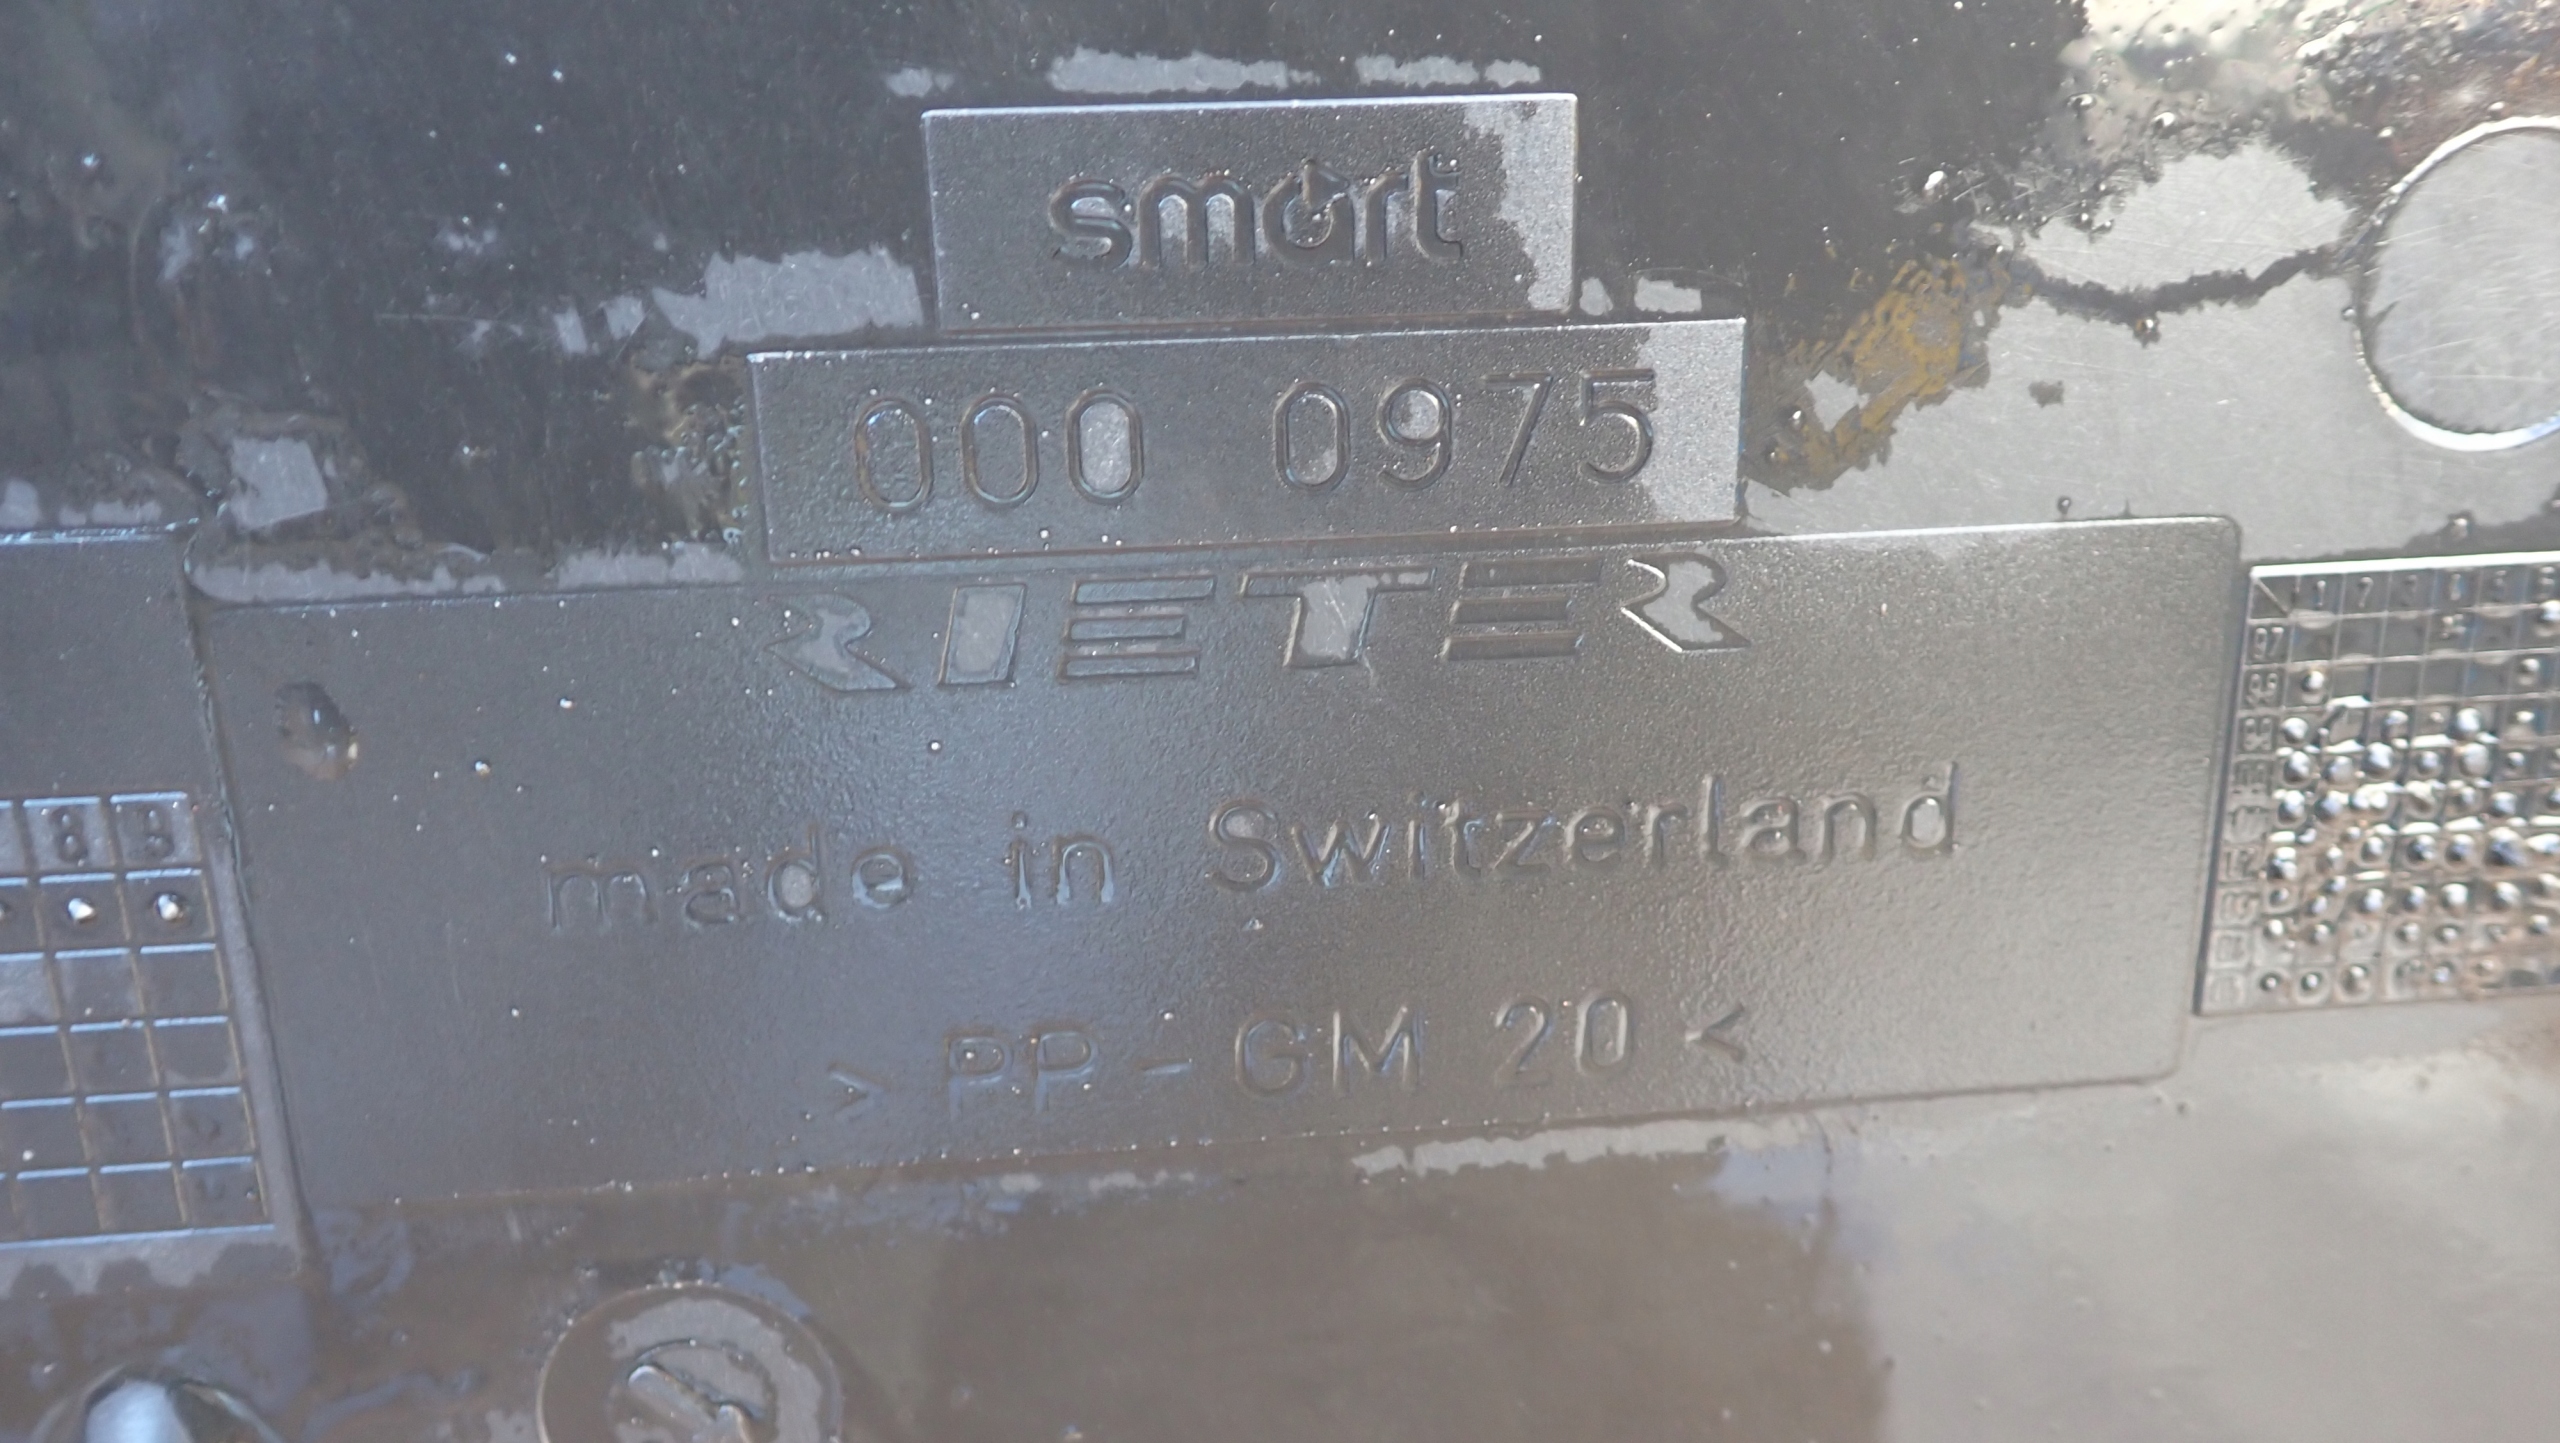 smart
000 0975
RIETER
made in Switzerland
> PP - GM 20 <